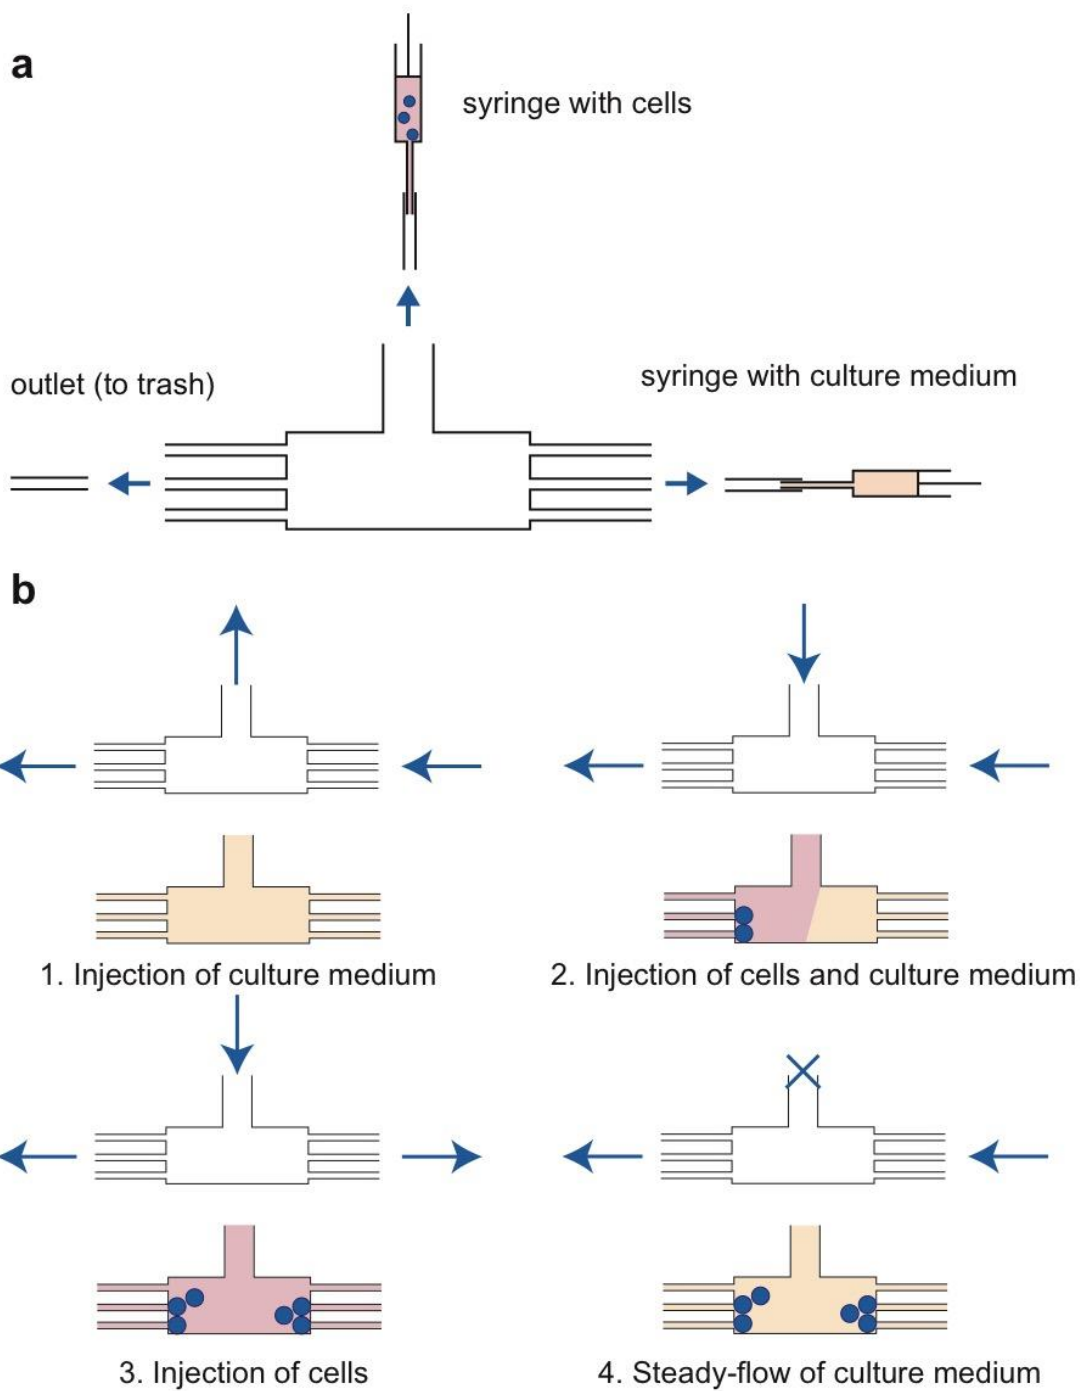 a
syringe with cells
outlet (to trash)
syringe with culture medium
b
1. Injection of culture medium
2. Injection of cells and culture medium
3. Injection of cells
4. Steady-flow of culture medium